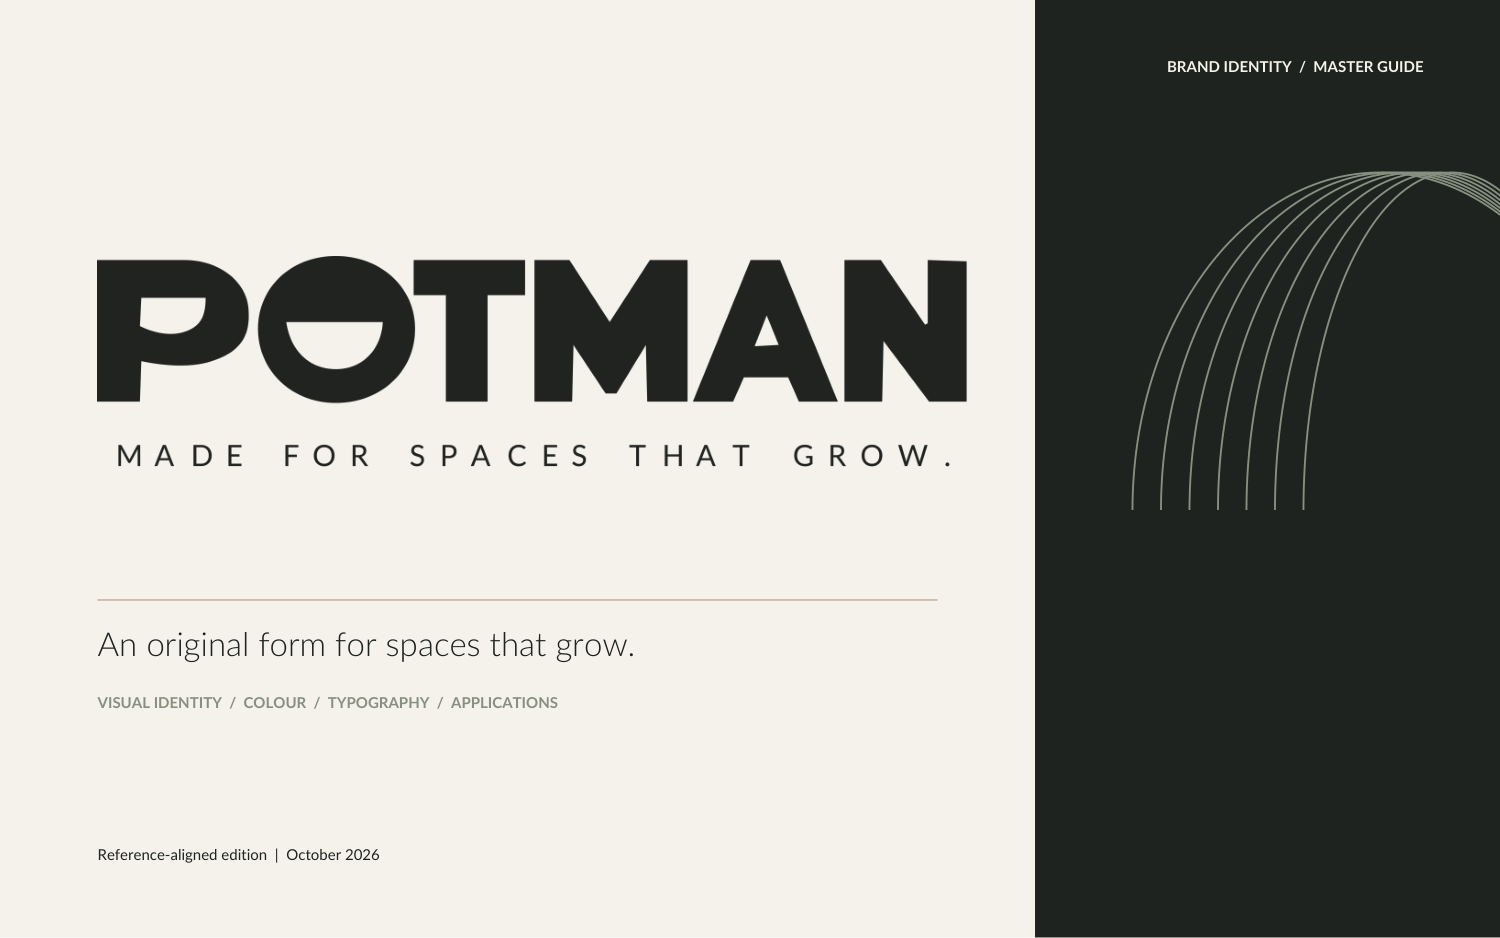 BRAND IDENTITY / MASTER GUIDE
POTMAN
MADE FOR SPACES THAT GROW.
An original form for spaces that grow.
VISUAL IDENTITY / COLOUR / TYPOGRAPHY / APPLICATIONS
Reference-aligned edition | October 2026